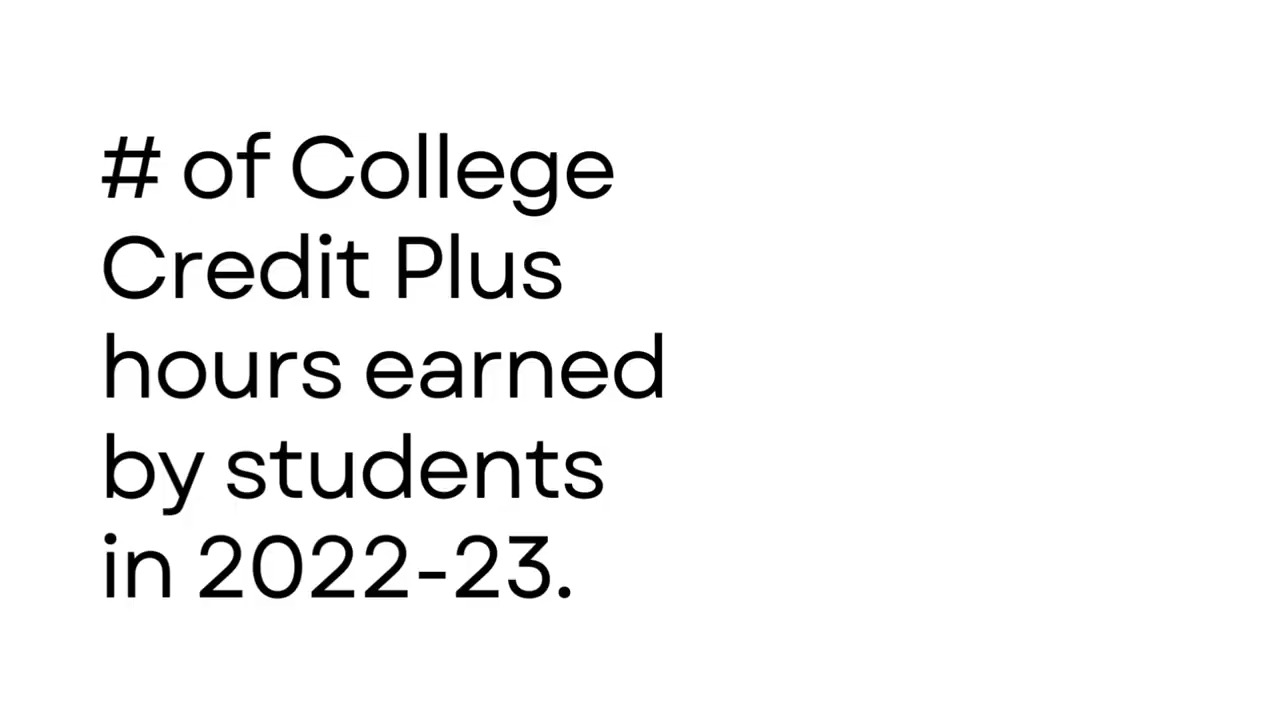 # of College
Credit Plus
hours earned
by students
in 2022-23.